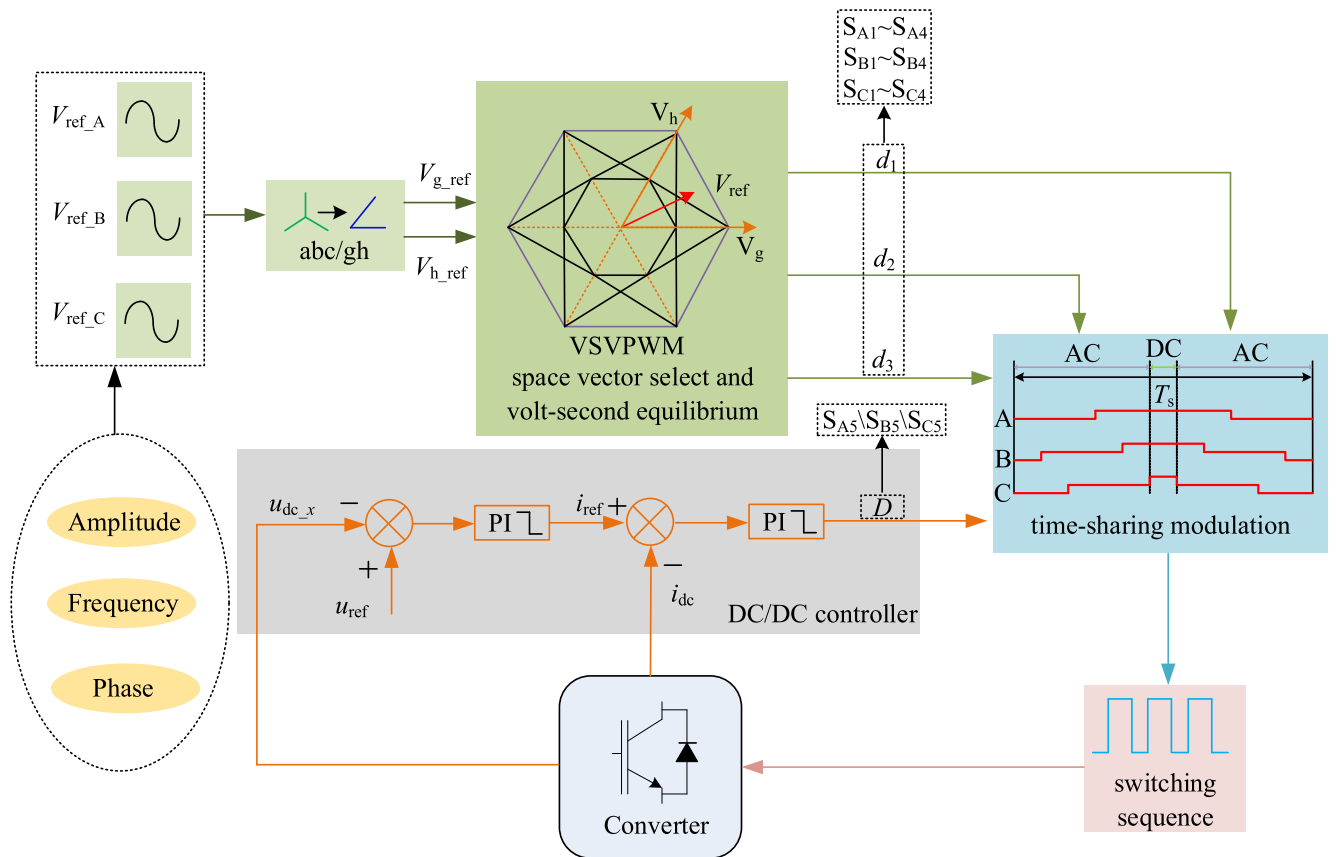 S_A1~S_A4
S_B1~S_B4
S_C1~S_C4
V_ref_A
V_ref_B
V_ref_C
abc/gh
V_g_ref
V_h_ref
V_h
V_ref
V_g
VSVPWM
space vector select and
volt-second equilibrium
d_1
d_2
d_3
AC DC AC
T_s
A
B
C
time-sharing modulation
S_A5\S_B5\S_C5
D
Amplitude
Frequency
Phase
u_dc_x
−
+
u_ref
PI
i_ref
+
−
i_dc
PI
DC/DC controller
Converter
switching
sequence